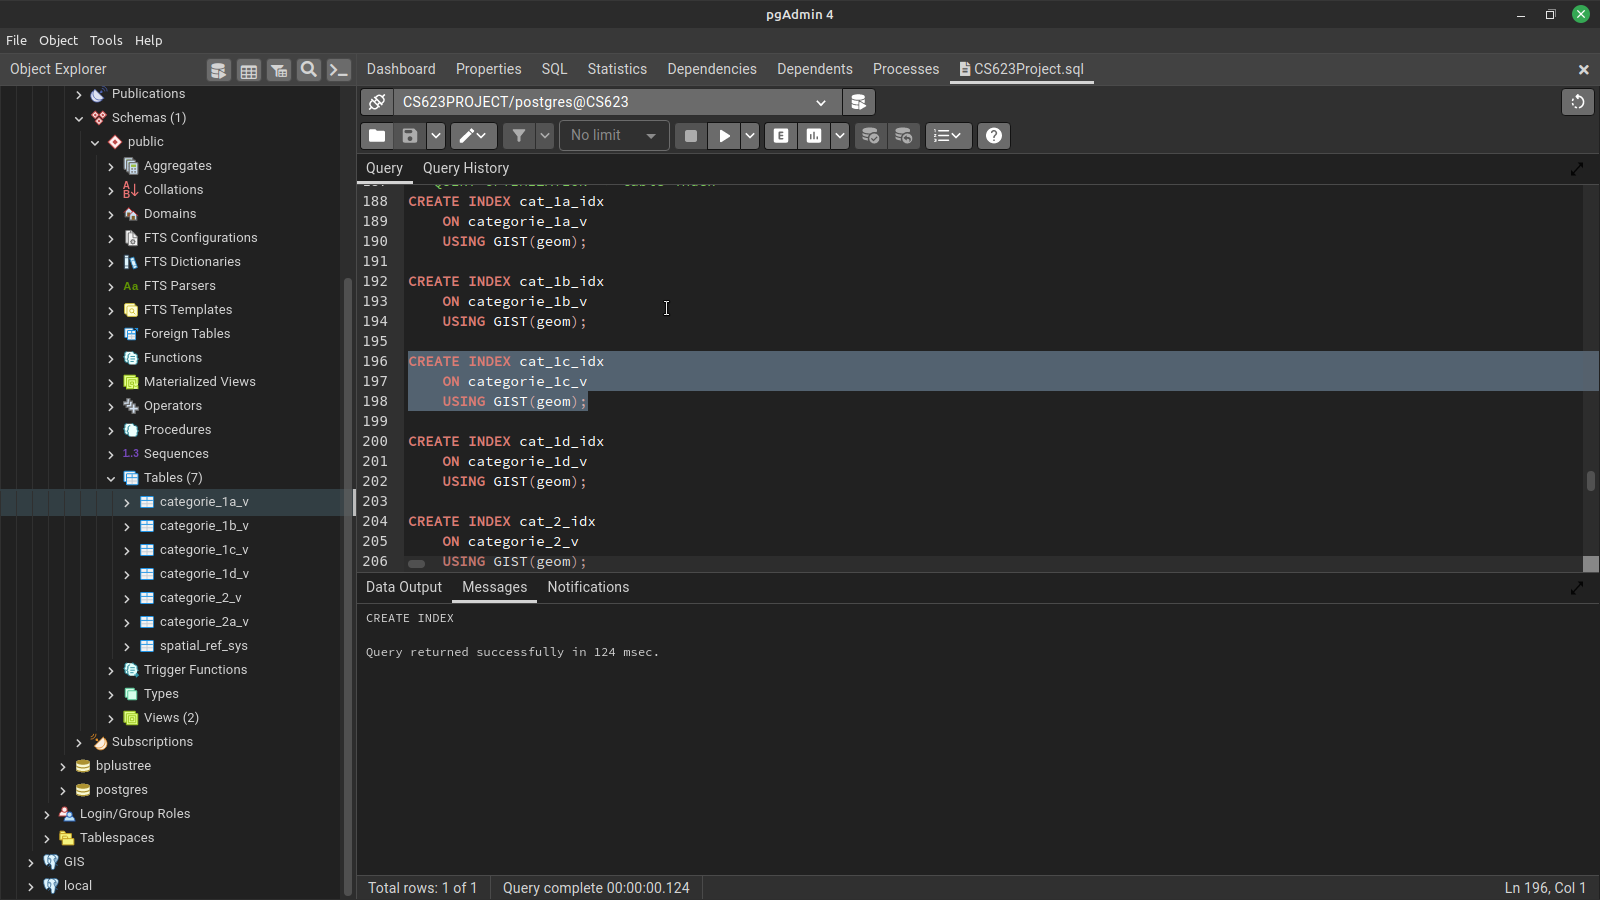 pgAdmin 4
File Object Tools Help
Object Explorer
Dashboard Properties SQL Statistics Dependencies Dependents Processes CS623Project.sql
Publications
Schemas (1)
public
Aggregates
Collations
Domains
FTS Configurations
FTS Dictionaries
Aa FTS Parsers
FTS Templates
Foreign Tables
Functions
Materialized Views
Operators
Procedures
1.3 Sequences
Tables (7)
categorie_1a_v
categorie_1b_v
categorie_1c_v
categorie_1d_v
categorie_2_v
categorie_2a_v
spatial_ref_sys
Trigger Functions
Types
Views (2)
Subscriptions
bplustree
postgres
Login/Group Roles
Tablespaces
GIS
local
CS623PROJECT/postgres@CS623
No limit
E
Query Query History
188 CREATE INDEX cat_1a_idx
189 ON categorie_1a_v
190 USING GIST(geom);
191
192 CREATE INDEX cat_1b_idx
193 ON categorie_1b_v
194 USING GIST(geom);
195
196 CREATE INDEX cat_1c_idx
197 ON categorie_1c_v
198 USING GIST(geom);
199
200 CREATE INDEX cat_1d_idx
201 ON categorie_1d_v
202 USING GIST(geom);
203
204 CREATE INDEX cat_2_idx
205 ON categorie_2_v
206 USING GIST(geom);
Data Output Messages Notifications
CREATE INDEX
Query returned successfully in 124 msec.
Total rows: 1 of 1 Query complete 00:00:00.124 Ln 196, Col 1